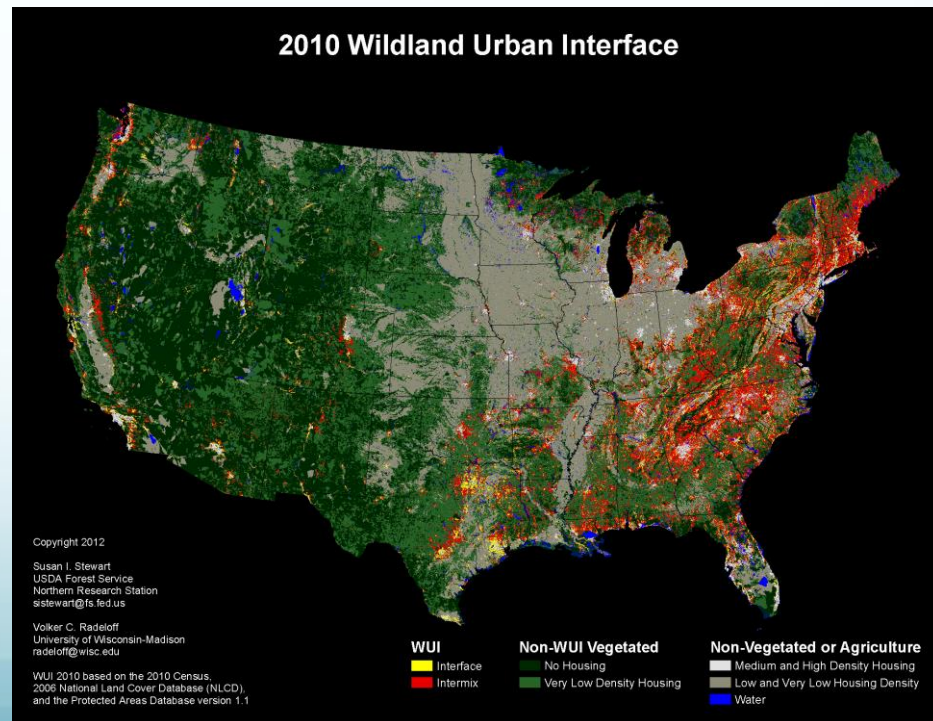 2010 Wildland Urban Interface
Copyright 2012
Susan I. Stewart
USDA Forest Service
Northern Research Station
sistewart@fs.fed.us
Volker C. Radeloff
University of Wisconsin-Madison
radeloff@wisc.edu
WUI 2010 based on the 2010 Census,
2006 National Land Cover Database (NLCD),
and the Protected Areas Database version 1.1
WUI
Interface
Intermix
Non-WUI Vegetated
No Housing
Very Low Density Housing
Non-Vegetated or Agriculture
Medium and High Density Housing
Low and Very Low Housing Density
Water